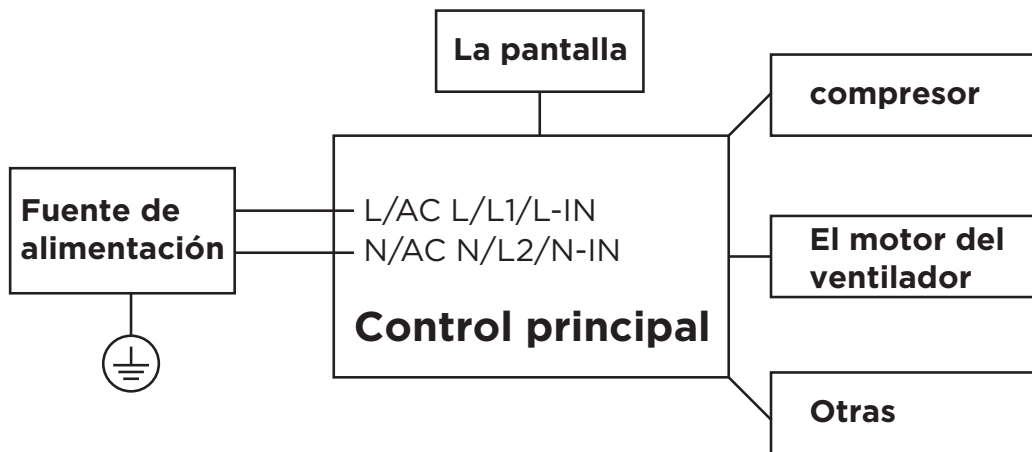 La pantalla
compresor
Fuente de
alimentación
L/AC L/L1/L-IN
N/AC N/L2/N-IN
Control principal
El motor del
ventilador
Otras